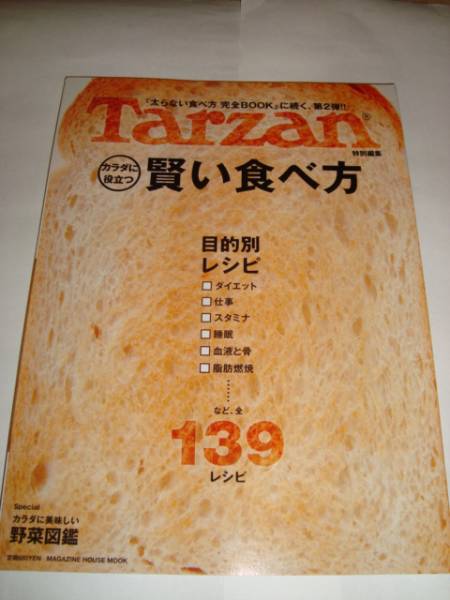 『太らない食べ方 完全BOOK』に続く、第2弾!!
Tarzan®
特別編集
カラダに
役立つ
賢い食べ方
目的別
レシピ
ダイエット
仕事
スタミナ
睡眠
血液と骨
脂肪燃焼
など、全
139
レシピ
Special
カラダに美味しい
野菜図鑑
MAGAZINE HOUSE MOOK